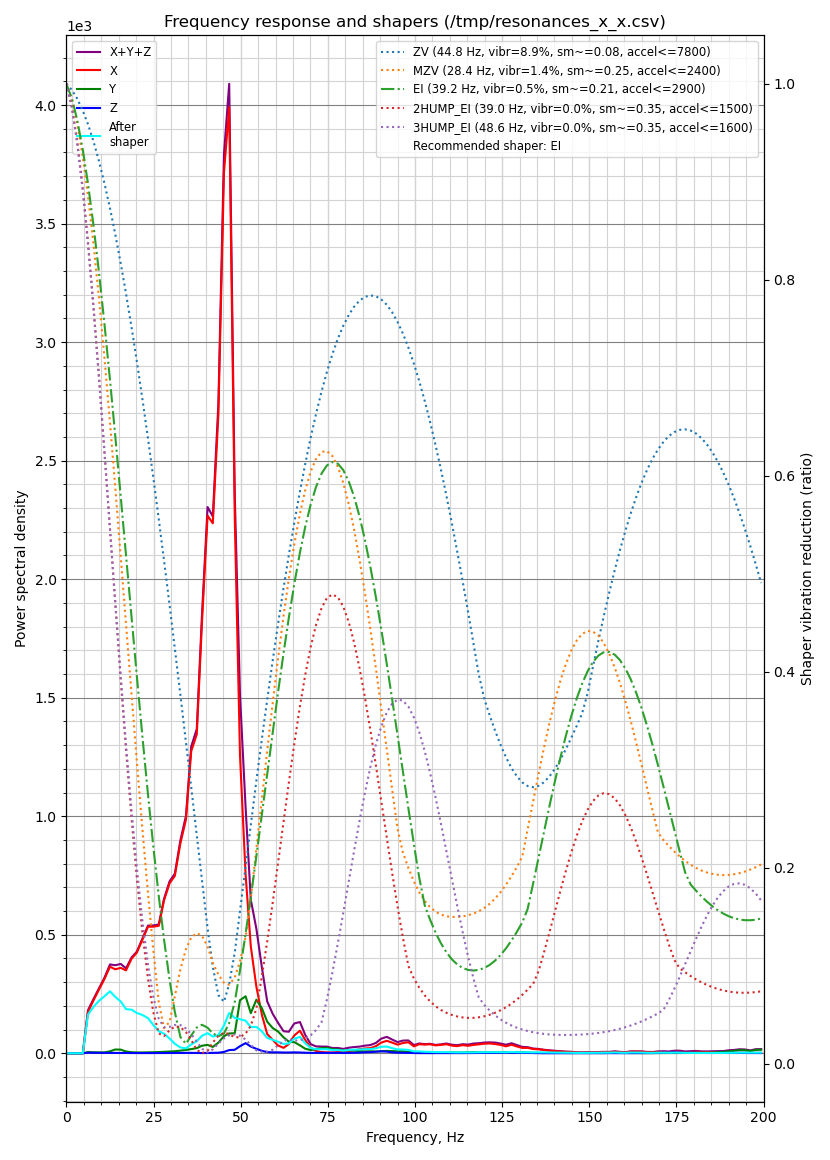 Frequency response and shapers (/tmp/resonances_x_x.csv)
1e3
X+Y+Z
X
Y
Z
After
shaper
ZV (44.8 Hz, vibr=8.9%, sm~=0.08, accel<=7800)
MZV (28.4 Hz, vibr=1.4%, sm~=0.25, accel<=2400)
EI (39.2 Hz, vibr=0.5%, sm~=0.21, accel<=2900)
2HUMP_EI (39.0 Hz, vibr=0.0%, sm~=0.35, accel<=1500)
3HUMP_EI (48.6 Hz, vibr=0.0%, sm~=0.35, accel<=1600)
Recommended shaper: EI
4.0
3.5
3.0
2.5
2.0
1.5
1.0
0.5
0.0
Power spectral density
1.0
0.8
0.6
0.4
0.2
0.0
Shaper vibration reduction (ratio)
0 25 50 75 100 125 150 175 200
Frequency, Hz